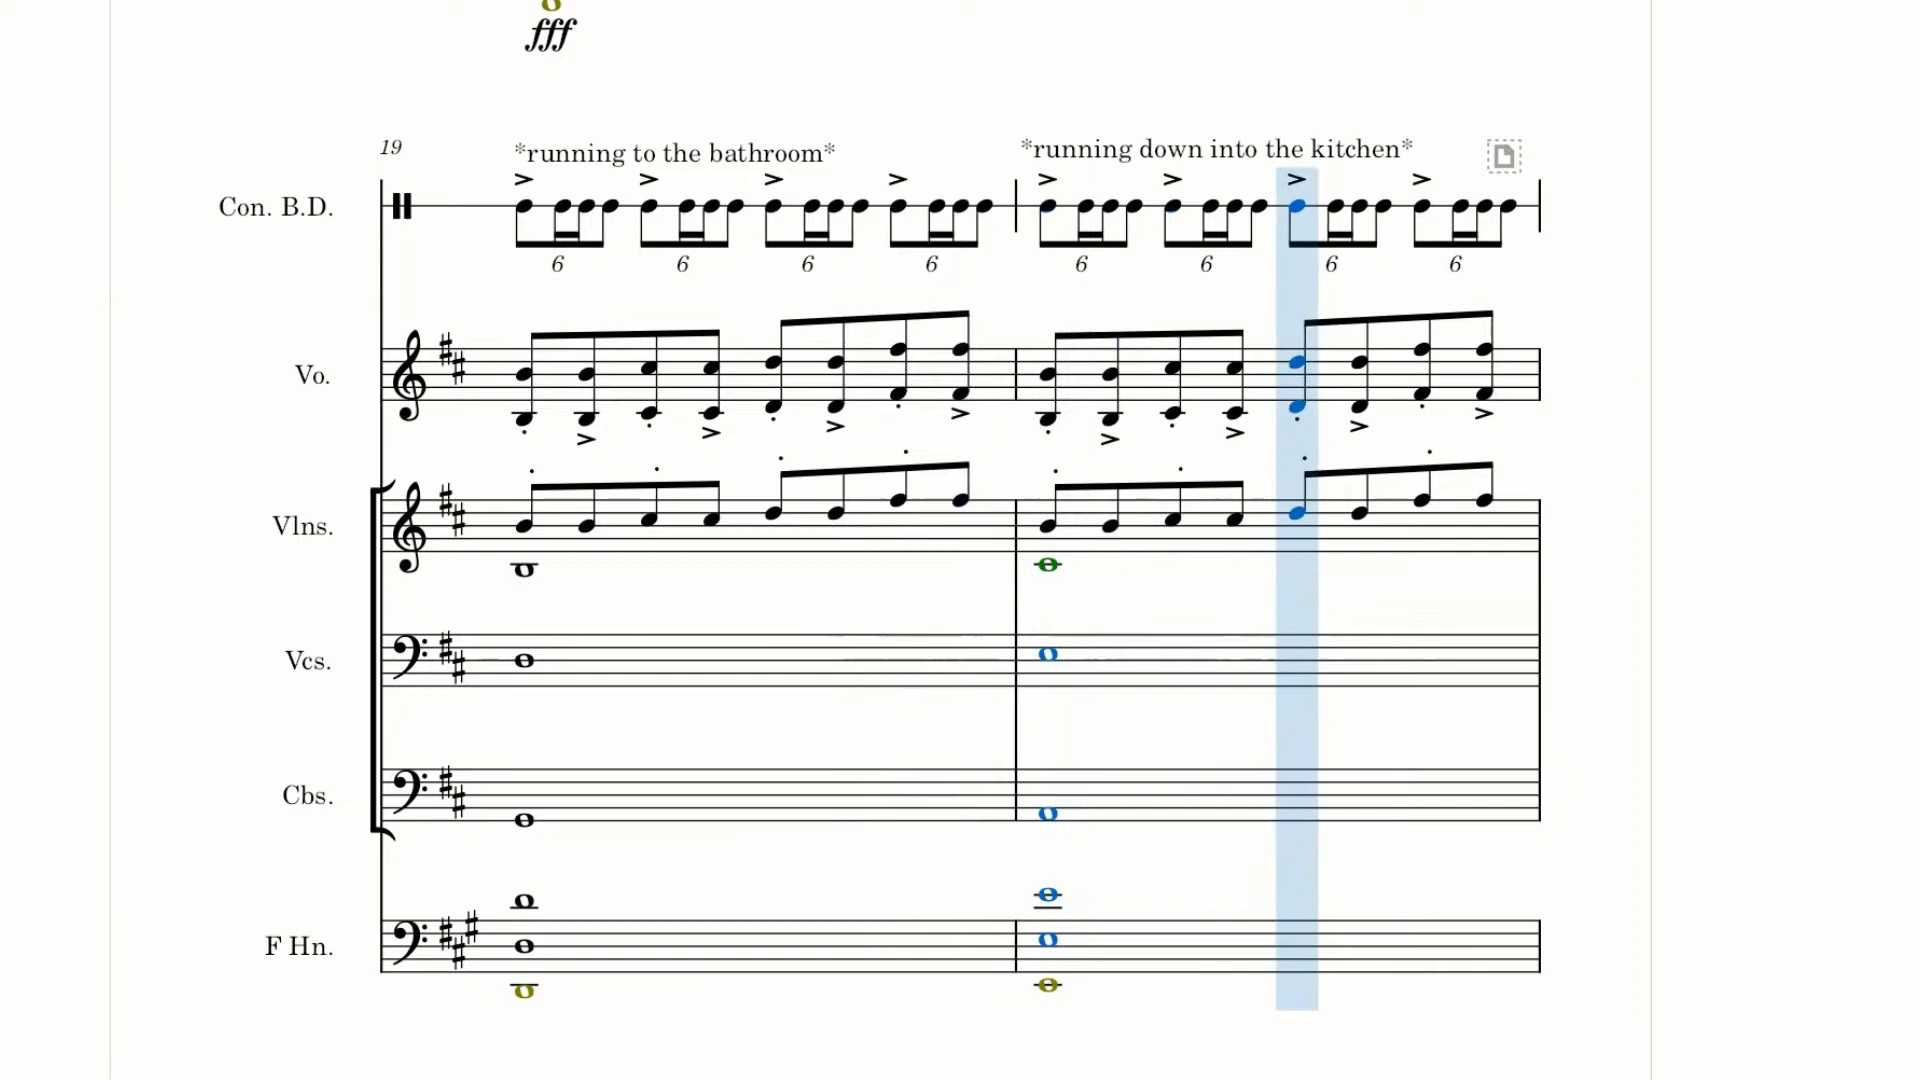 fff
19
*running to the bathroom* *running down into the kitchen*
Con. B.D.
6 6 6 6 6 6 6 6
Vo.
Vlns.
Vcs.
Cbs.
F Hn.